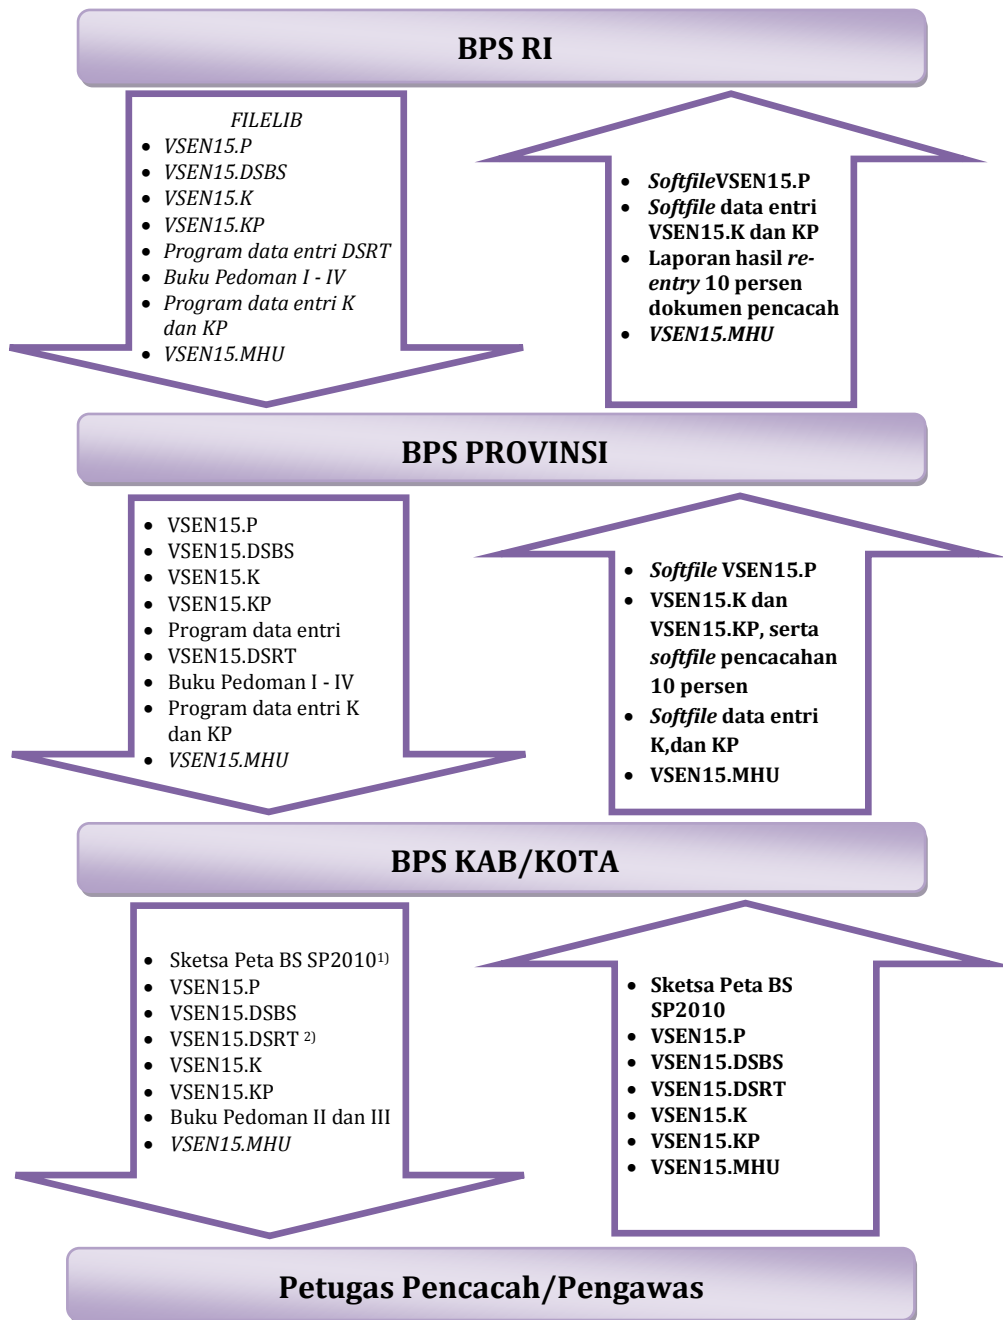 BPS RI
FILELIB
• VSEN15.P
• VSEN15.DSBS
• VSEN15.K
• VSEN15.KP
• Program data entri DSRT
• Buku Pedoman I - IV
• Program data entri K
dan KP
• VSEN15.MHU
• SoftfileVSEN15.P
• Softfile data entri
VSEN15.K dan KP
• Laporan hasil re-
entry 10 persen
dokumen pencacah
• VSEN15.MHU
BPS PROVINSI
• VSEN15.P
• VSEN15.DSBS
• VSEN15.K
• VSEN15.KP
• Program data entri
• VSEN15.DSRT
• Buku Pedoman I - IV
• Program data entri K
dan KP
• VSEN15.MHU
• Softfile VSEN15.P
• VSEN15.K dan
VSEN15.KP, serta
softfile pencacahan
10 persen
• Softfile data entri
K,dan KP
• VSEN15.MHU
BPS KAB/KOTA
• Sketsa Peta BS SP2010¹⁾
• VSEN15.P
• VSEN15.DSBS
• VSEN15.DSRT ²⁾
• VSEN15.K
• VSEN15.KP
• Buku Pedoman II dan III
• VSEN15.MHU
• Sketsa Peta BS
SP2010
• VSEN15.P
• VSEN15.DSBS
• VSEN15.DSRT
• VSEN15.K
• VSEN15.KP
• VSEN15.MHU
Petugas Pencacah/Pengawas